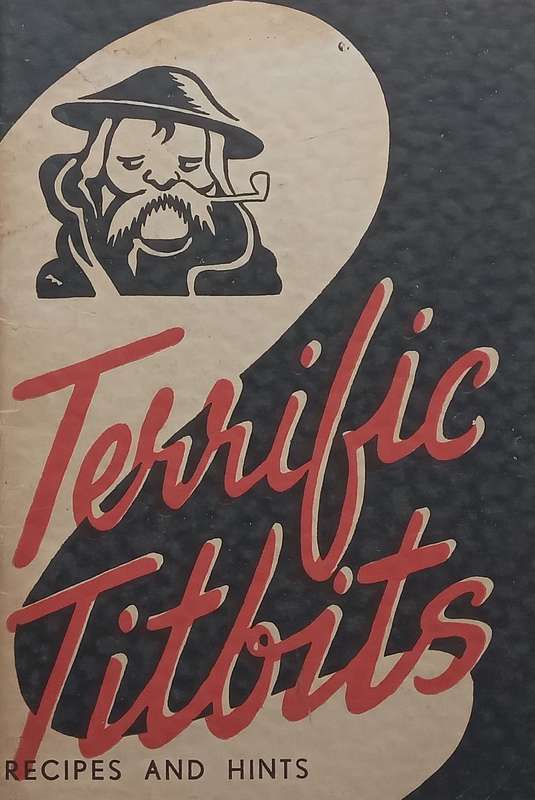 Terrific
Titbits
RECIPES AND HINTS